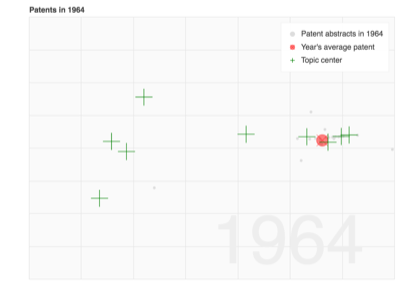 Patents in 1964
Patent abstracts in 1964
Year's average patent
Topic center
1964